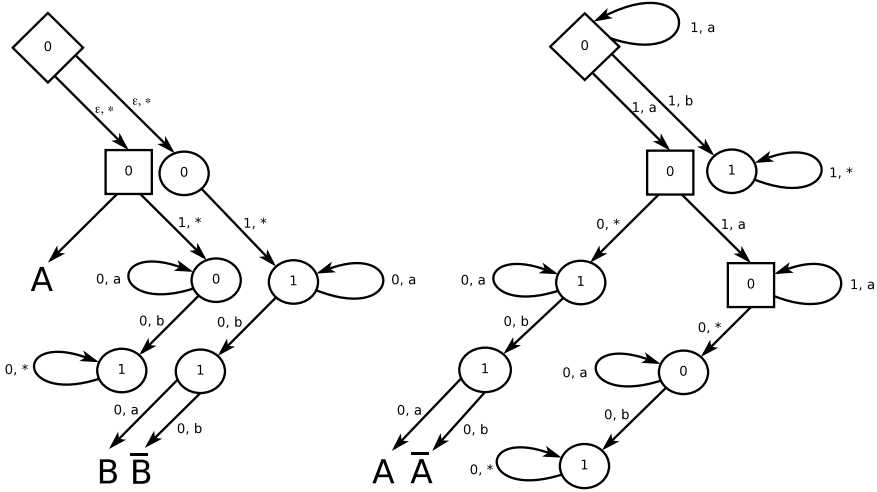 0
ε, *
ε, *
0
0
1, *
1, *
A
0, a
0
1
0, a
0, b
0, b
0, *
1
1
0, a
0, b
B
B̅
0
1, a
1, a
1, b
0
1
1, *
0, *
1, a
0, a
1
0
1, a
0, b
0, *
1
0, a
0
0, a
0, b
0, b
A
A̅
0, *
1